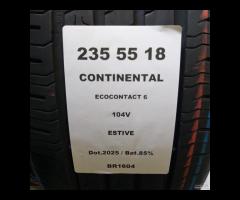 235 55 18
CONTINENTAL
ECOCONTACT 6
104V
ESTIVE
Dot.2025 / Bat.85%
BR1604